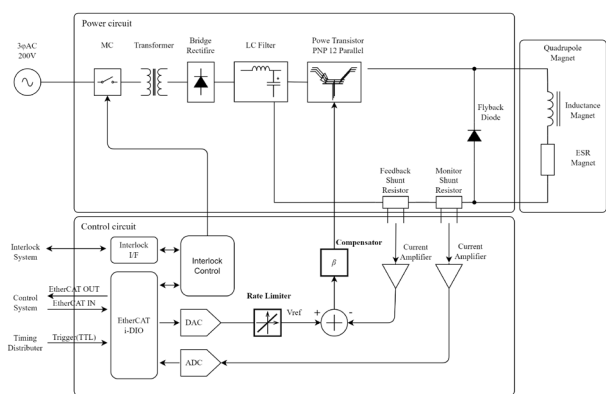 Power circuit
3φAC
200V
MC
Transformer
Bridge
Rectifire
LC Filter
Powe Transistor
PNP 12 Parallel
+
Quadrupole
Magnet
Inductance
Magnet
ESR
Magnet
Flyback
Diode
Feedback
Shunt
Resistor
Monitor
Shunt
Resistor
Control circuit
Interlock
System
Interlock
I/F
Interlock
Control
Compensator
β
Current
Amplifier
Current
Amplifier
EtherCAT OUT
Control
System
EtherCAT IN
EtherCAT
i-DIO
Timing
Distributer
Trigger(TTL)
DAC
Rate Limiter
Vref
+
-
ADC